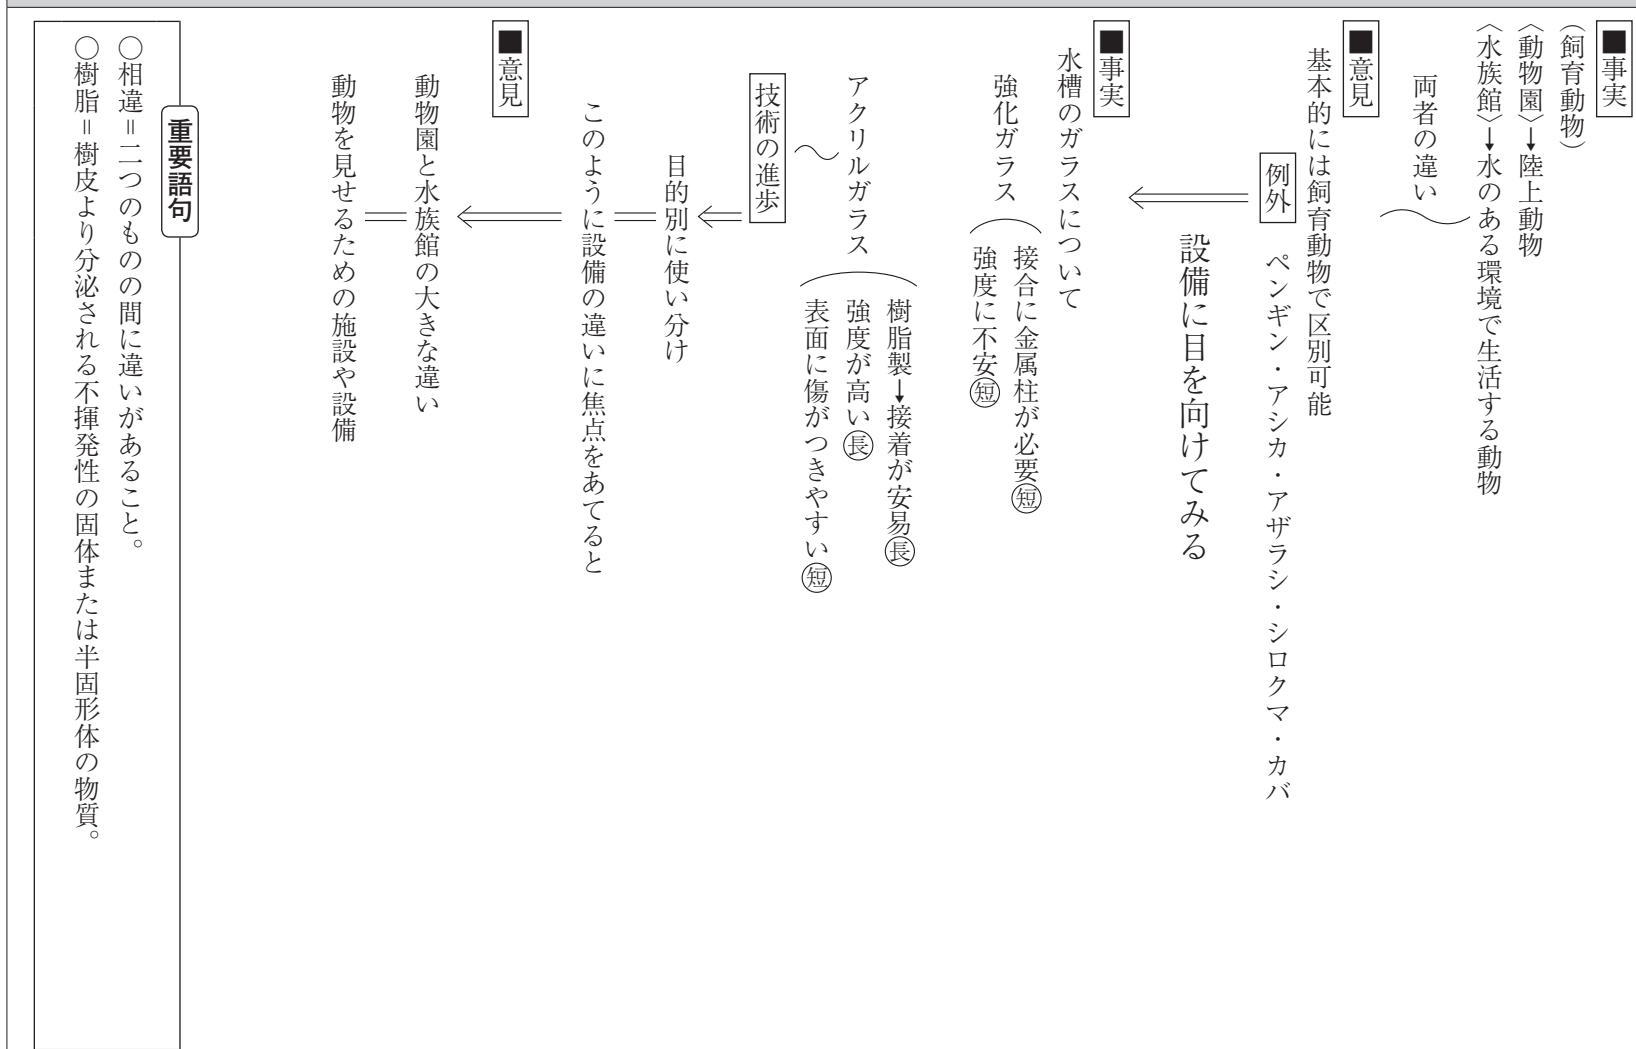 ■事実
（飼育動物）
〈動物園〉→陸上動物
〈水族館〉→水のある環境で生活する動物
両者の違い
■意見
基本的には飼育動物で区別可能
例外 ペンギン・アシカ・アザラシ・シロクマ・カバ
設備に目を向けてみる
■事実
水槽のガラスについて
強化ガラス
接合に金属柱が必要㊟短
強度に不安短
アクリルガラス
樹脂製→接着が安易長
強度が高い長
表面に傷がつきやすい短
技術の進歩
目的別に使い分け
このように設備の違いに焦点をあてると
■意見
動物園と水族館の大きな違い
動物を見せるための施設や設備
重要語句
○相違＝二つのものの間に違いがあること。
○樹脂＝樹皮より分泌される不揮発性の固体または半固形体の物質。